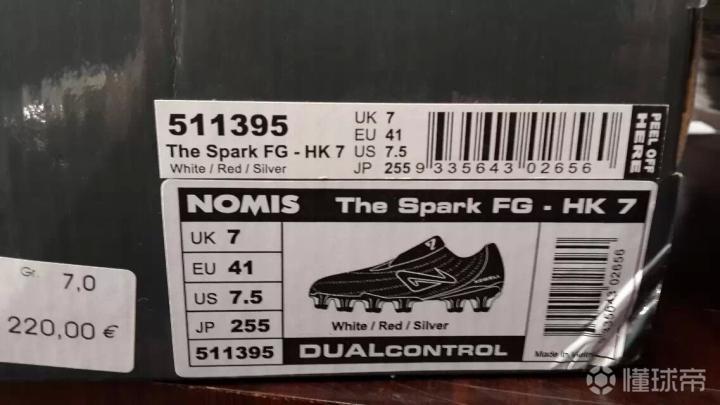 511395
The Spark FG - HK 7
White / Red / Silver
UK 7
EU 41
US 7.5
JP 255
9 335643 02656
PEEL OFF
HERE
NOMIS The Spark FG - HK 7
UK 7
EU 41
US 7.5
JP 255
511395
White / Red / Silver
DUALCONTROL
Made in
Gr. 7,0
220,00 €
懂球帝